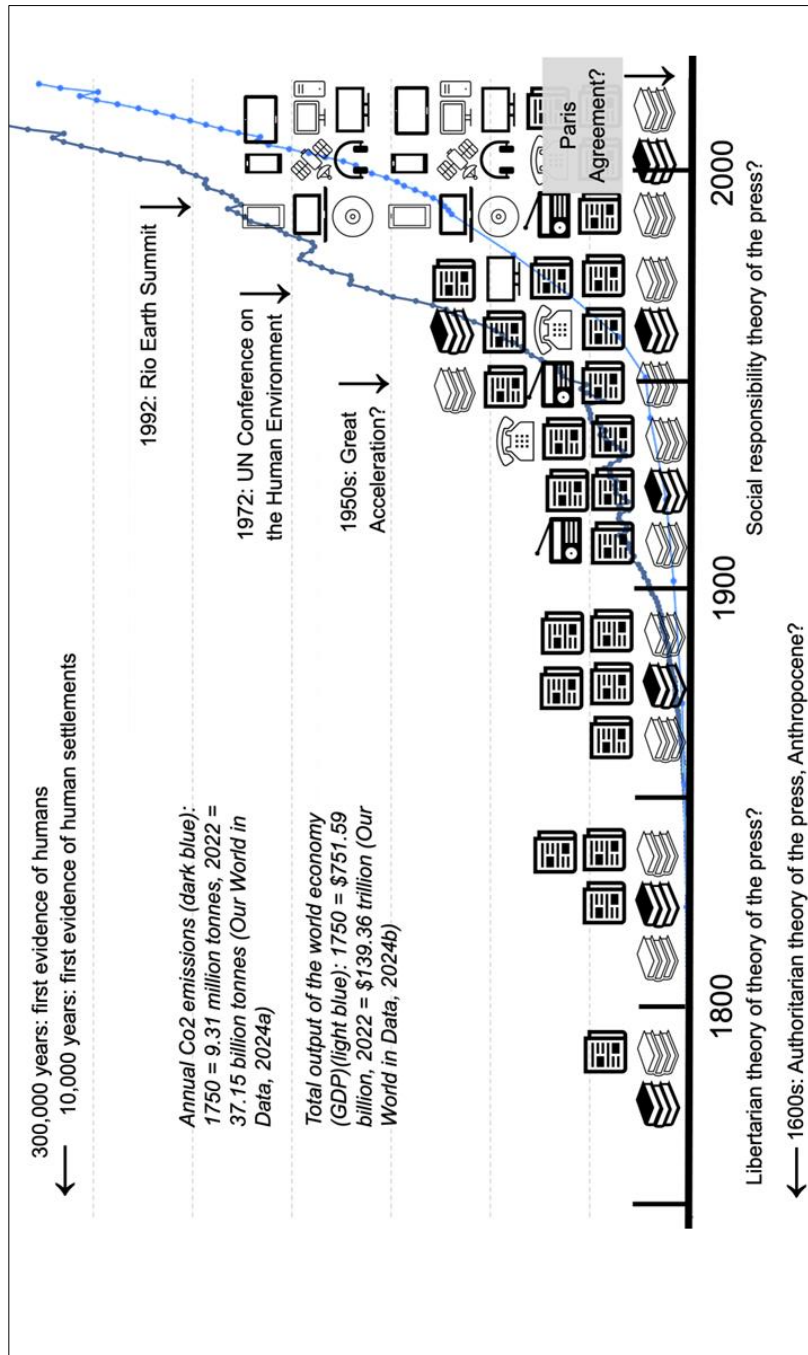 300,000 years: first evidence of humans
10,000 years: first evidence of human settlements
1992: Rio Earth Summit
1972: UN Conference on
the Human Environment
1950s: Great
Acceleration?
Paris
Agreement?
Annual Co2 emissions (dark blue):
1750 = 9.31 million tonnes, 2022 =
37.15 billion tonnes (Our World in
Data, 2024a)
Total output of the world economy
(GDP)(light blue): 1750 = $751.59
billion, 2022 = $139.36 trillion (Our
World in Data, 2024b)
1800
1900
2000
Libertarian theory of theory of the press?
Social responsibility theory of the press?
1600s: Authoritarian theory of the press, Anthropocene?